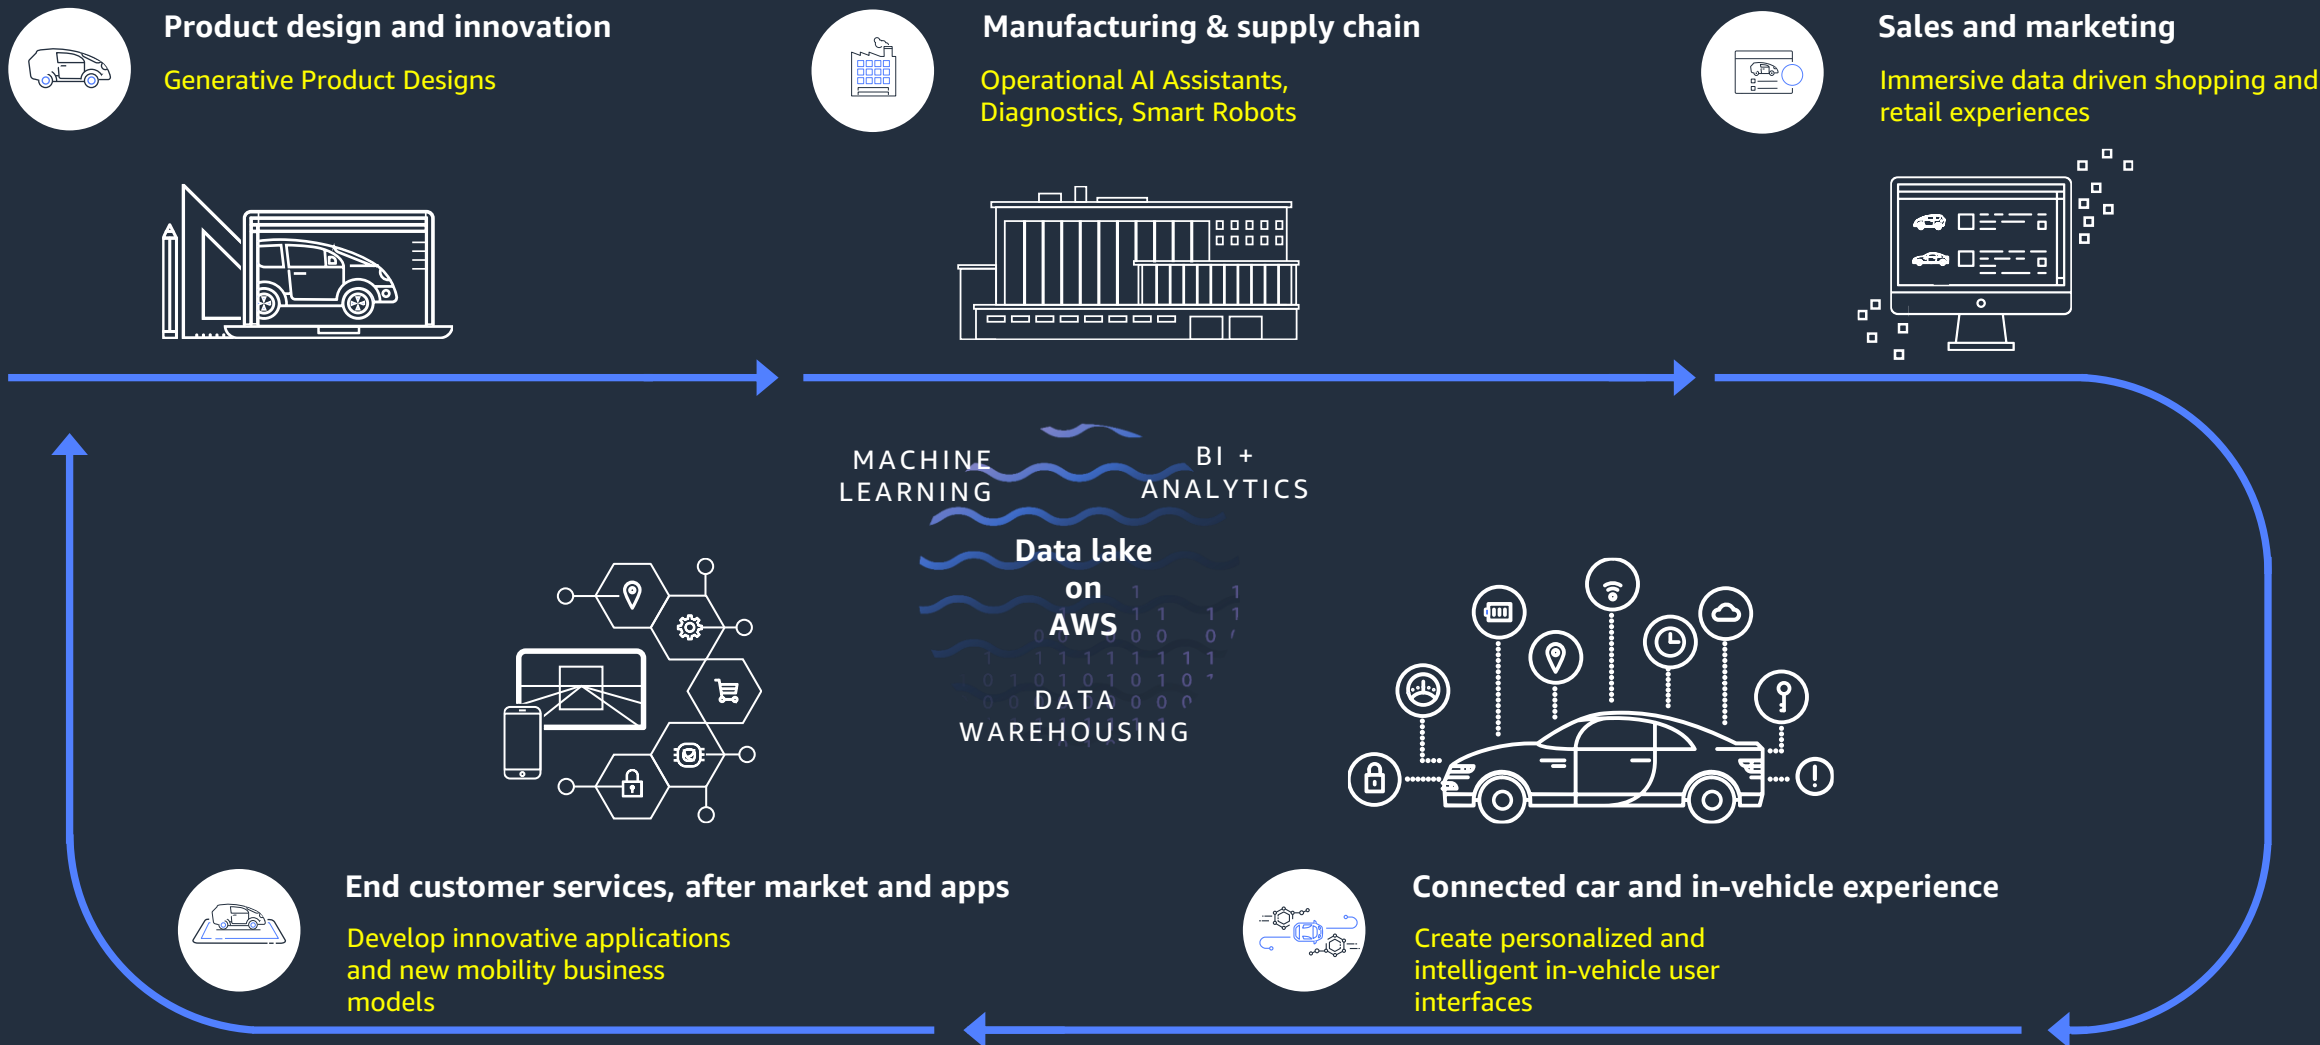 Product design and innovation
Generative Product Designs
Manufacturing & supply chain
Operational AI Assistants,
Diagnostics, Smart Robots
Sales and marketing
Immersive data driven shopping and
retail experiences
MACHINE
LEARNING
BI +
ANALYTICS
Data lake
on
AWS
DATA
WAREHOUSING
End customer services, after market and apps
Develop innovative applications
and new mobility business
models
Connected car and in-vehicle experience
Create personalized and
intelligent in-vehicle user
interfaces